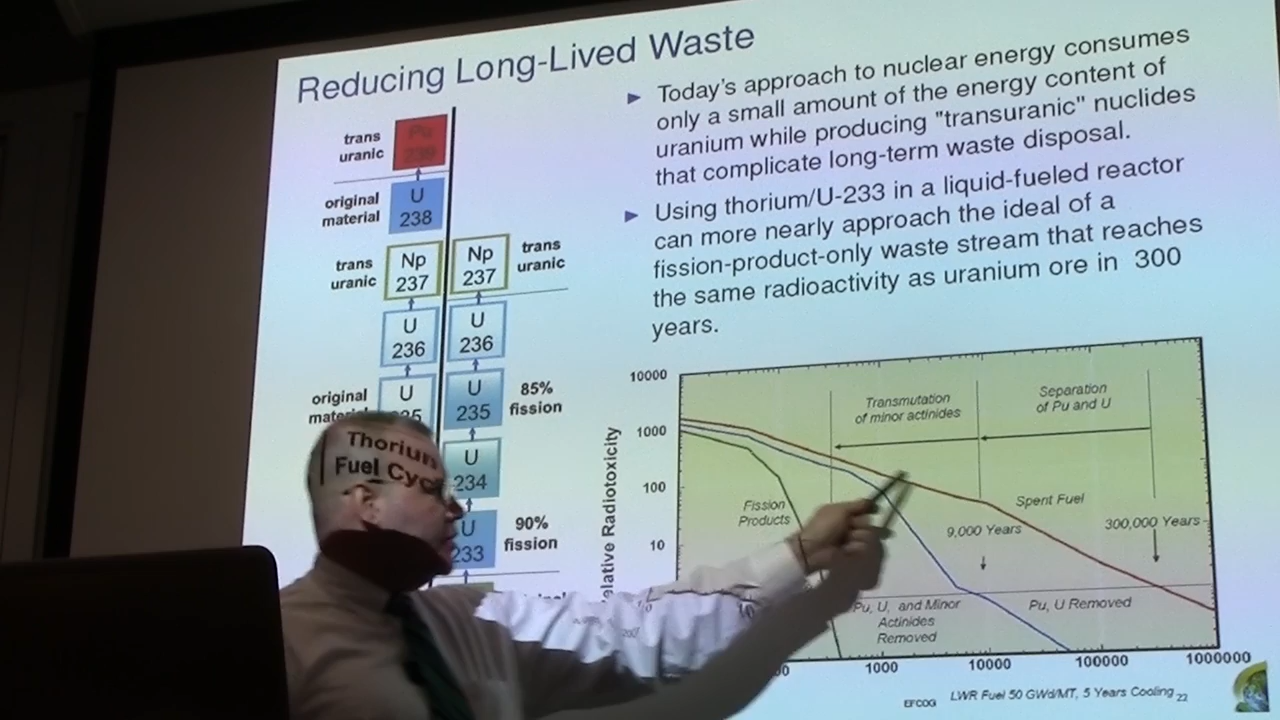 Reducing Long-Lived Waste
► Today's approach to nuclear energy consumes
only a small amount of the energy content of
uranium while producing "transuranic" nuclides
that complicate long-term waste disposal.
► Using thorium/U-233 in a liquid-fueled reactor
can more nearly approach the ideal of a
fission-product-only waste stream that reaches
the same radioactivity as uranium ore in 300
years.
trans
uranic
Pu
239
original
material
U
238
trans
uranic
Np
237
Np
237
trans
uranic
U
236
U
236
original
U
U
235
85%
fission
U
234
U
233
90%
fission
Thorium
Fuel Cycle
10000
1000
100
10
Transmutation
of minor actinides
Separation
of Pu and U
Fission
Products
Spent Fuel
9,000 Years
300,000 Years
Pu, U, and Minor
Actinides
Removed
Pu, U Removed
1000
10000
100000
1000000
EFCOG
LWR Fuel 50 GWd/MT, 5 Years Cooling
22